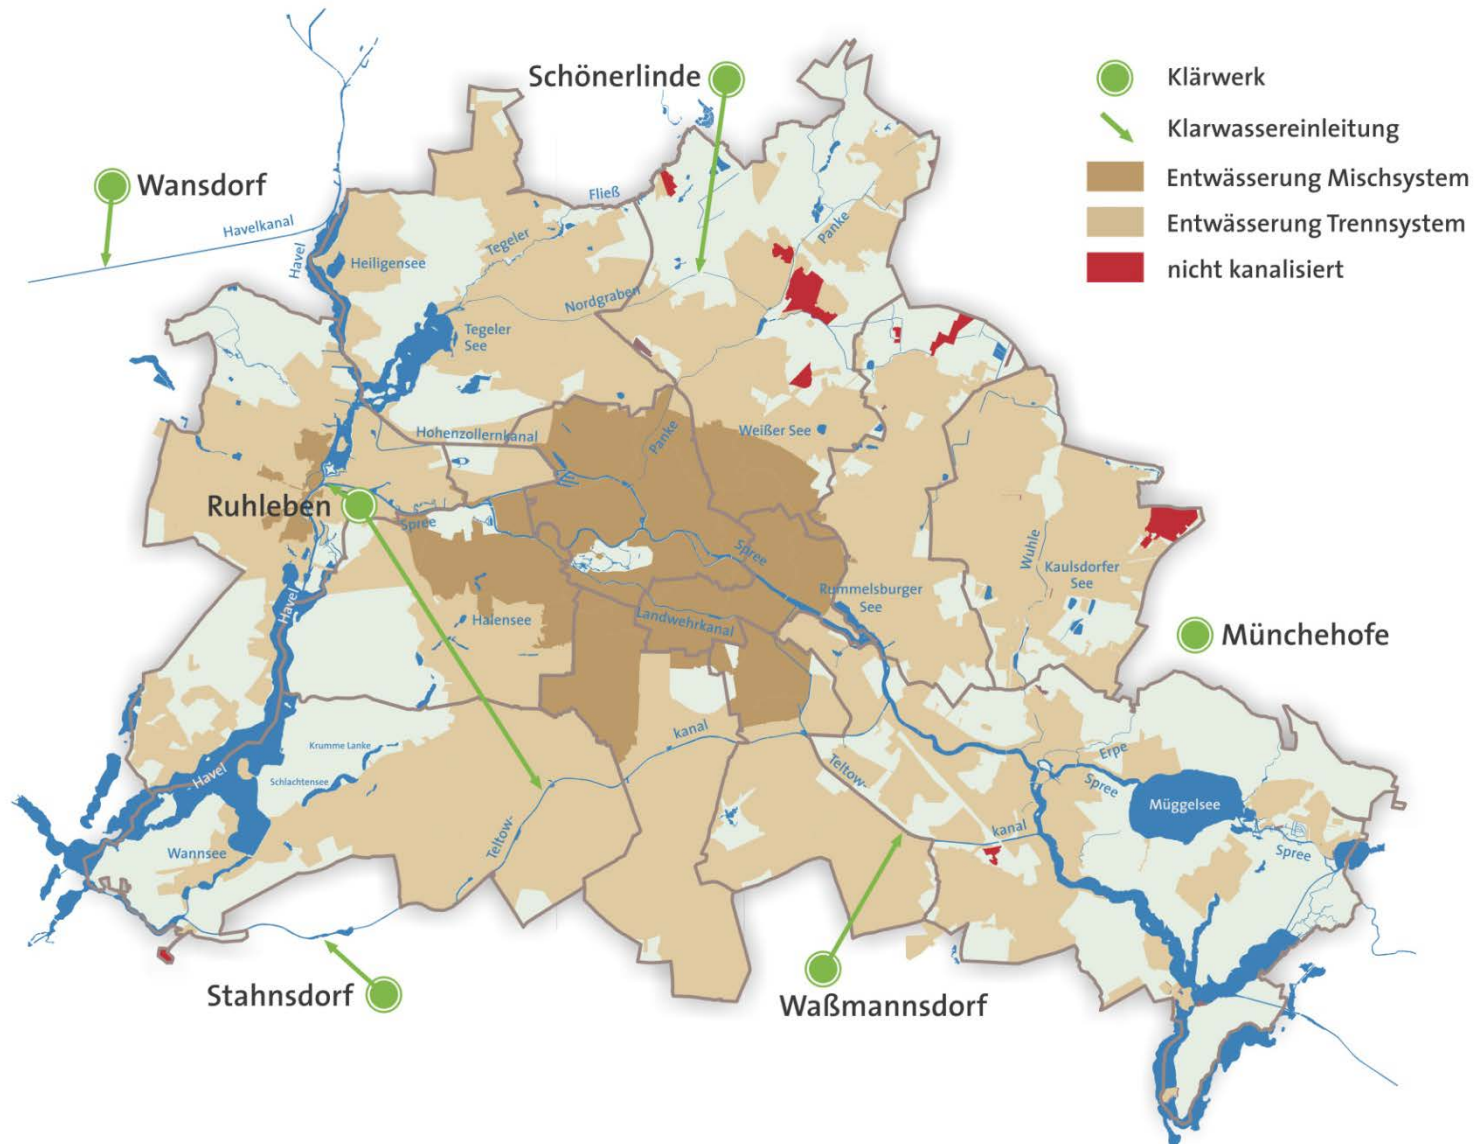 Schönerlinde
Klärwerk
Klarwassereinleitung
Wansdorf
Entwässerung Mischsystem
Fließ
Entwässerung Trennsystem
Havelkanal
Panke
Tegeler
Havel
Heiligensee
nicht kanalisiert
Nordgraben
Tegeler
See
Hohenzollernkanal
Panke
Weißer See
Ruhleben
Spree
Spree
Wuhle
Kaulsdorfer
See
Rummelsburger
See
Havel
Halensee
Landwehrkanal
Münchehofe
kanal
Krumme Lanke
Erpe
Havel
Schlachtensee
Teltow-
Spree
Müggelsee
Teltow-
kanal
Wannsee
Spree
Stahnsdorf
Waßmannsdorf